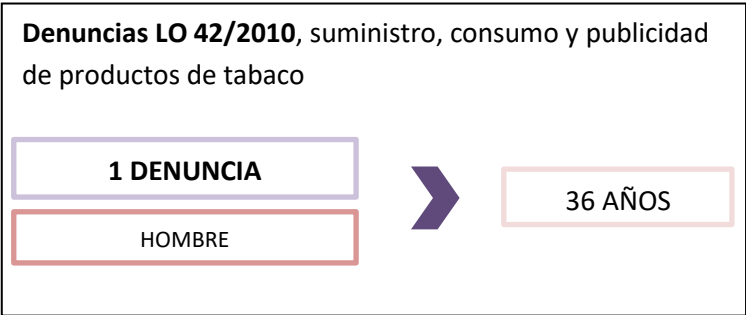 Denuncias LO 42/2010, suministro, consumo y publicidad
de productos de tabaco
1 DENUNCIA
HOMBRE
36 AÑOS